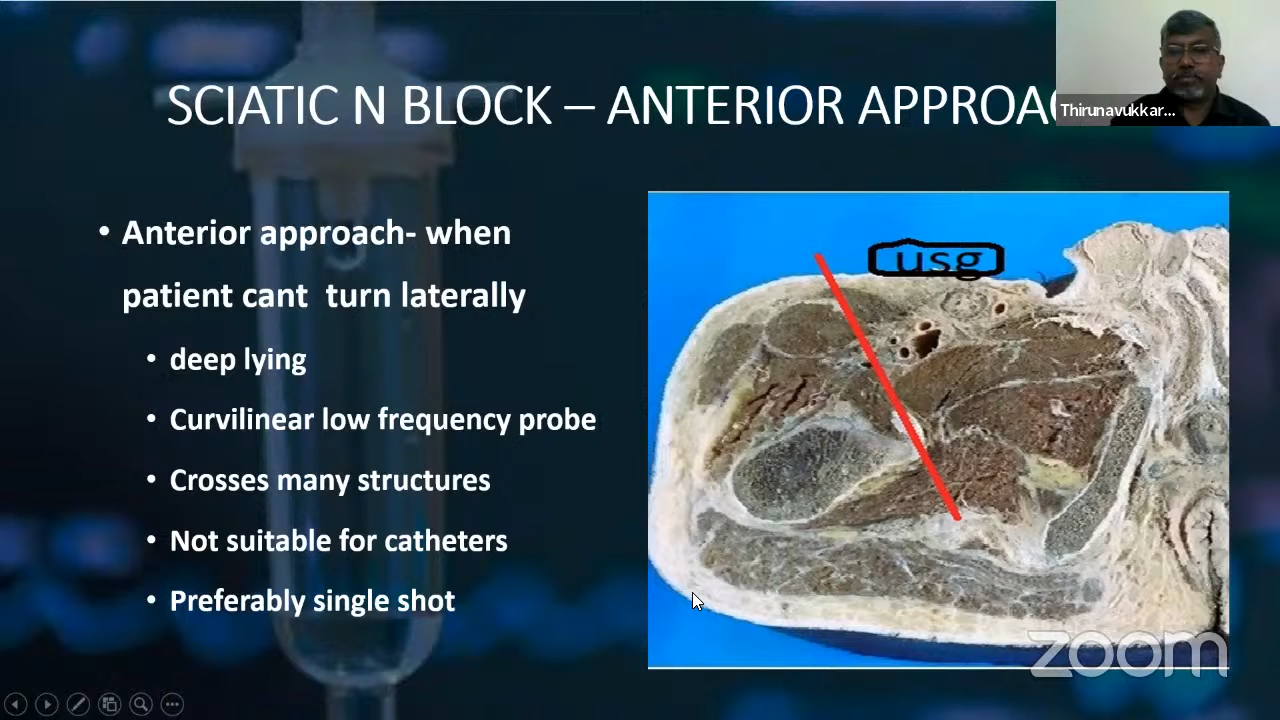 SCIATIC N BLOCK – ANTERIOR APPROAC
Thirunavukkar...
• Anterior approach- when
patient cant turn laterally
• deep lying
• Curvilinear low frequency probe
• Crosses many structures
• Not suitable for catheters
• Preferably single shot
usg
zoom